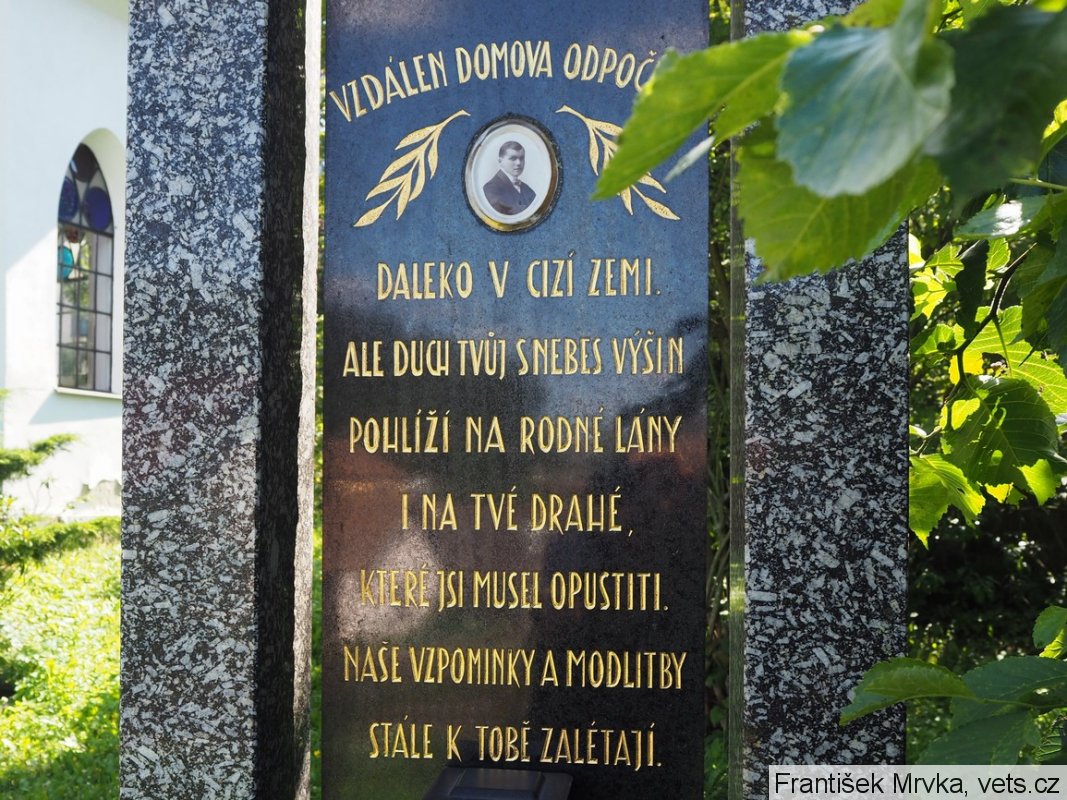 VZDÁLEN DOMOVA
DALEKO V CIZÍ ZEMI.
ALE DUCH TVŮJ S NEBES VÝŠIN
POHLÍŽÍ NA RODNÉ LÁNY
I NA TVÉ DRAHÉ,
KTERÉ JSI MUSEL OPUSTITI.
NAŠE VZPOMINKY A MODLITBY
STÁLE K TOBĚ ZALÉTAJÍ.
František Mrvka, vets.cz